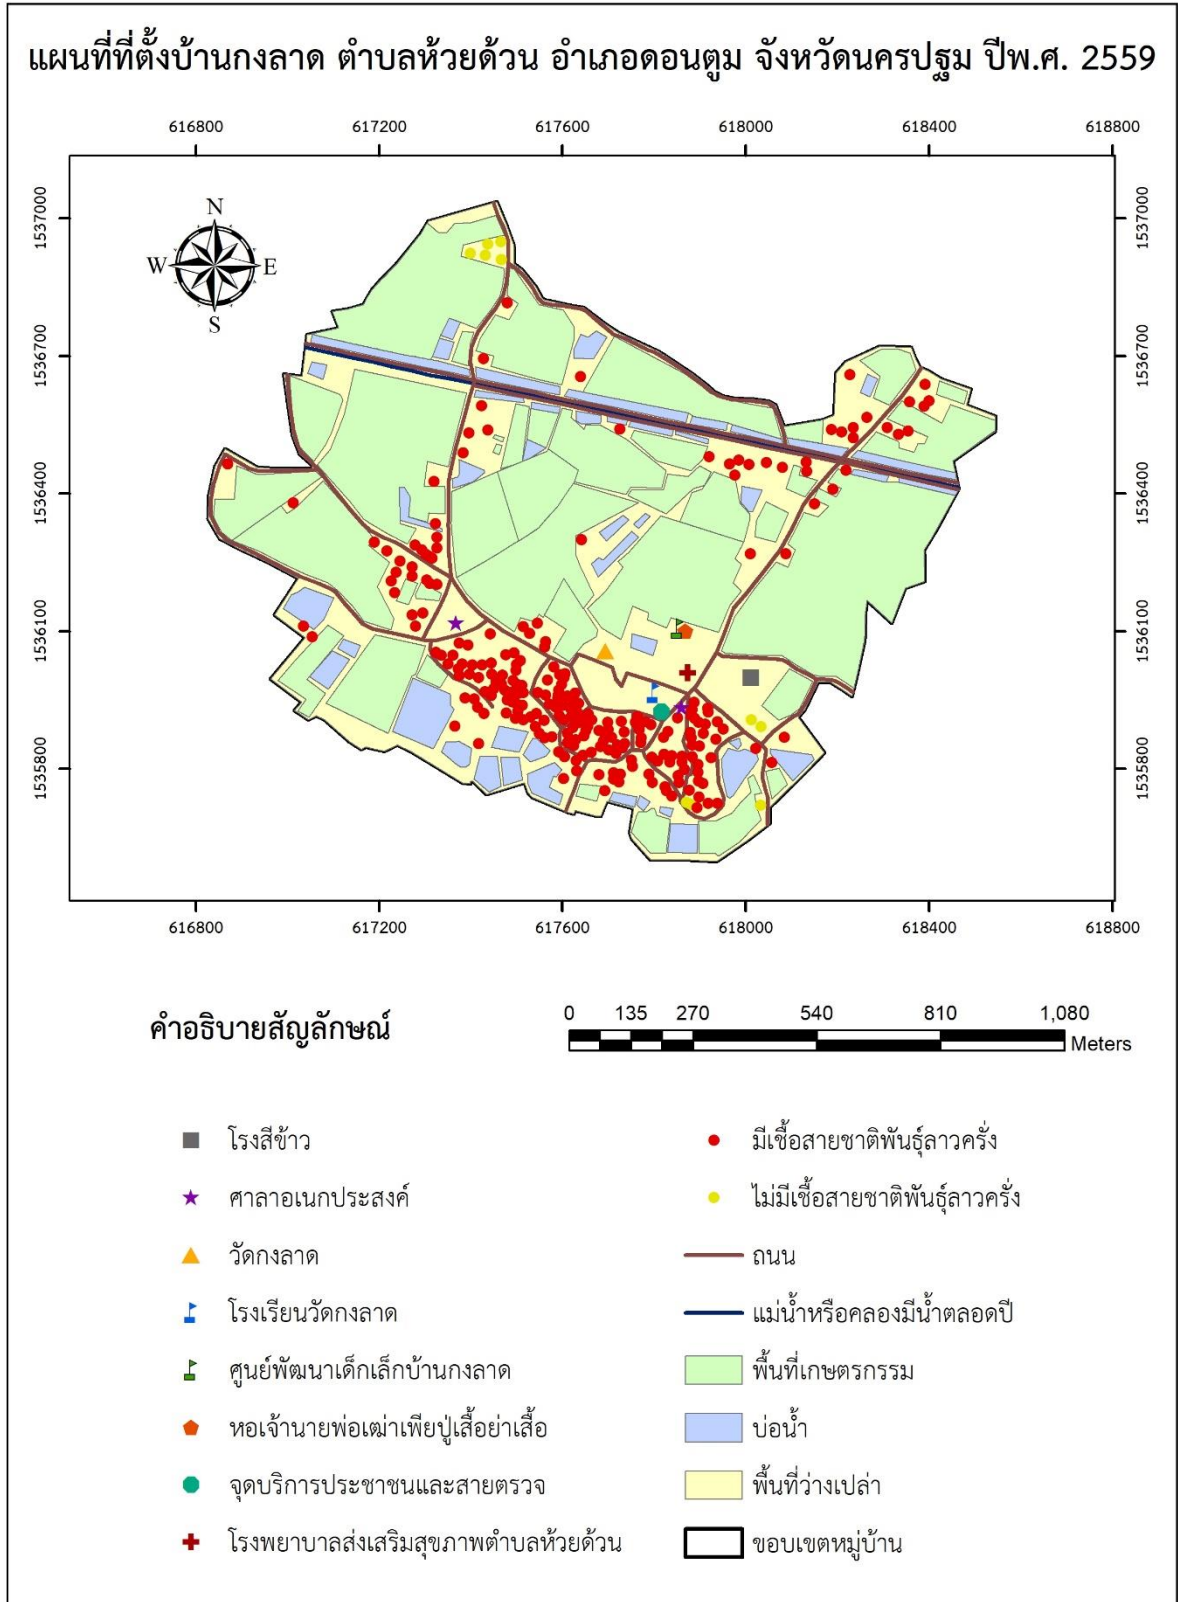 แผนที่ที่ตั้งบ้านกงลาด ตำบลห้วยด้วน อำเภอดอนตูม จังหวัดนครปฐม ปีพ.ศ. 2559
616800 617200 617600 618000 618400 618800
1537000 1537000
N
W E
S
1536700 1536700
1536400 1536400
1536100 1536100
1535800 1535800
616800 617200 617600 618000 618400 618800
คำอธิบายสัญลักษณ์
0 135 270 540 810 1,080
Meters
โรงสีข้าว
ศาลาอเนกประสงค์
วัดกงลาด
โรงเรียนวัดกงลาด
ศูนย์พัฒนาเด็กเล็กบ้านกงลาด
หอเจ้านายพ่อเฒ่าเพียปู่เสื้อย่าเสื้อ
จุดบริการประชาชนและสายตรวจ
โรงพยาบาลส่งเสริมสุขภาพตำบลห้วยด้วน
มีเชื้อสายชาติพันธุ์ลาวครั่ง
ไม่มีเชื้อสายชาติพันธุ์ลาวครั่ง
ถนน
แม่น้ำหรือคลองมีน้ำตลอดปี
พื้นที่เกษตรกรรม
บ่อน้ำ
พื้นที่ว่างเปล่า
ขอบเขตหมู่บ้าน